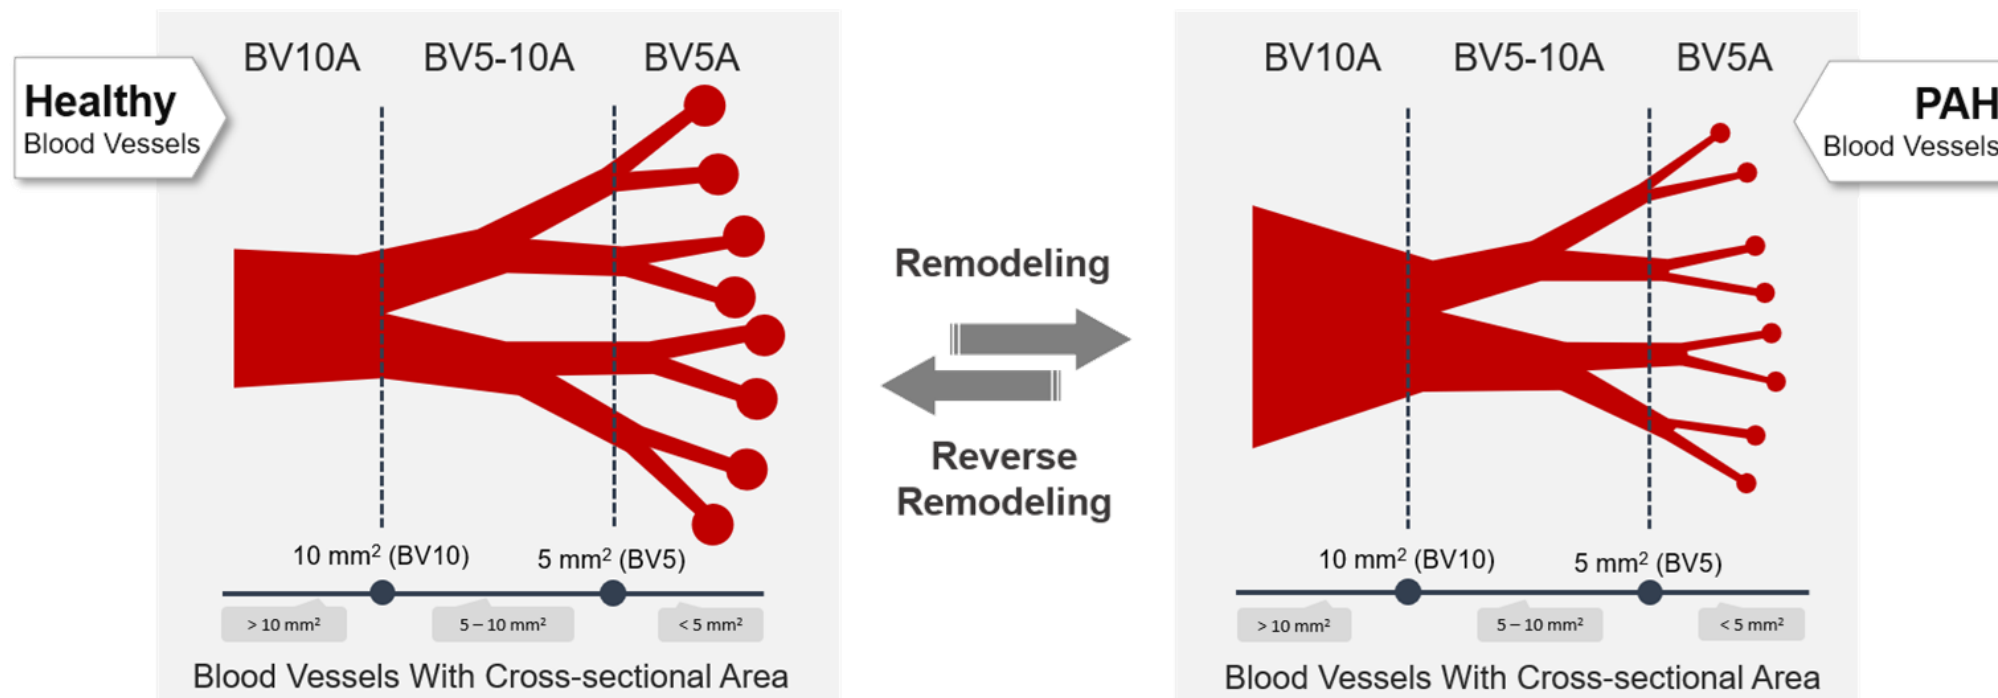 Healthy
Blood Vessels
BV10A BV5-10A BV5A
10 mm² (BV10) 5 mm² (BV5)
> 10 mm² 5 – 10 mm² < 5 mm²
Blood Vessels With Cross-sectional Area
Remodeling
Reverse
Remodeling
PAH
Blood Vessels
BV10A BV5-10A BV5A
10 mm² (BV10) 5 mm² (BV5)
> 10 mm² 5 – 10 mm² < 5 mm²
Blood Vessels With Cross-sectional Area